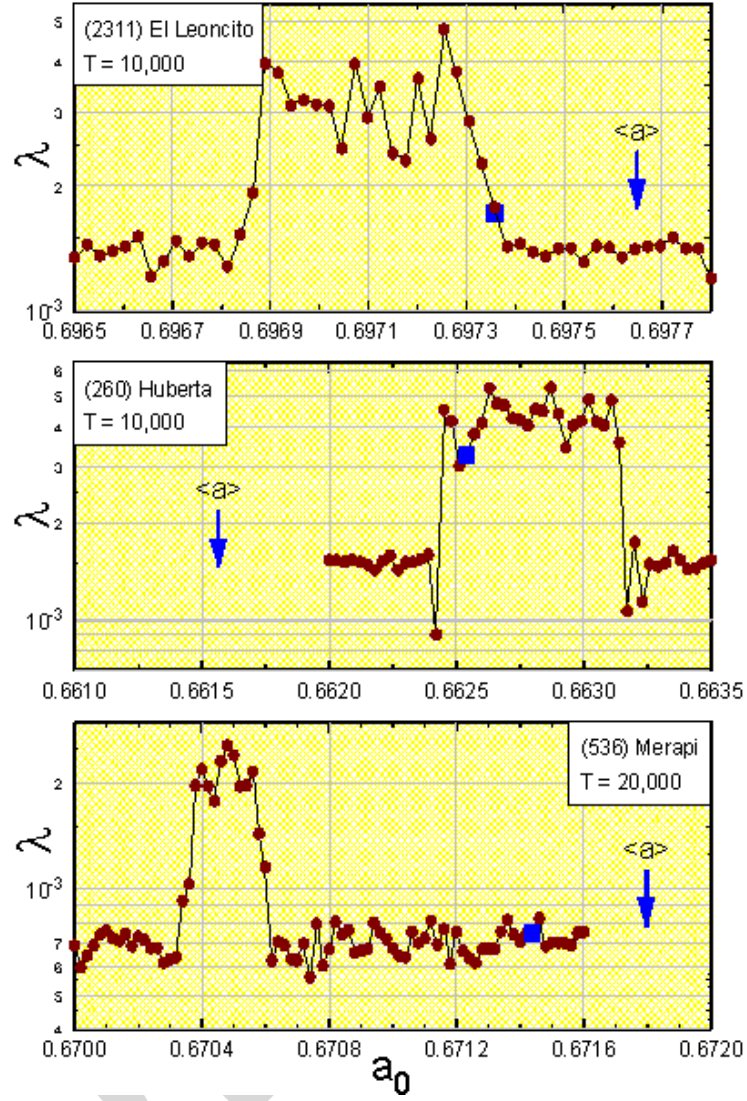 5
(2311) El Leoncito
T = 10,000
4
3
<a>
λ
2
10-3
0.6965 0.6967 0.6969 0.6971 0.6973 0.6975 0.6977
6
(260) Huberta
T = 10,000
5
4
3
<a>
λ
2
10-3
0.6610 0.6615 0.6620 0.6625 0.6630 0.6635
(536) Merapi
T = 20,000
2
<a>
λ
10-3
7
6
5
4
0.6700 0.6704 0.6708 0.6712 0.6716 0.6720
a0